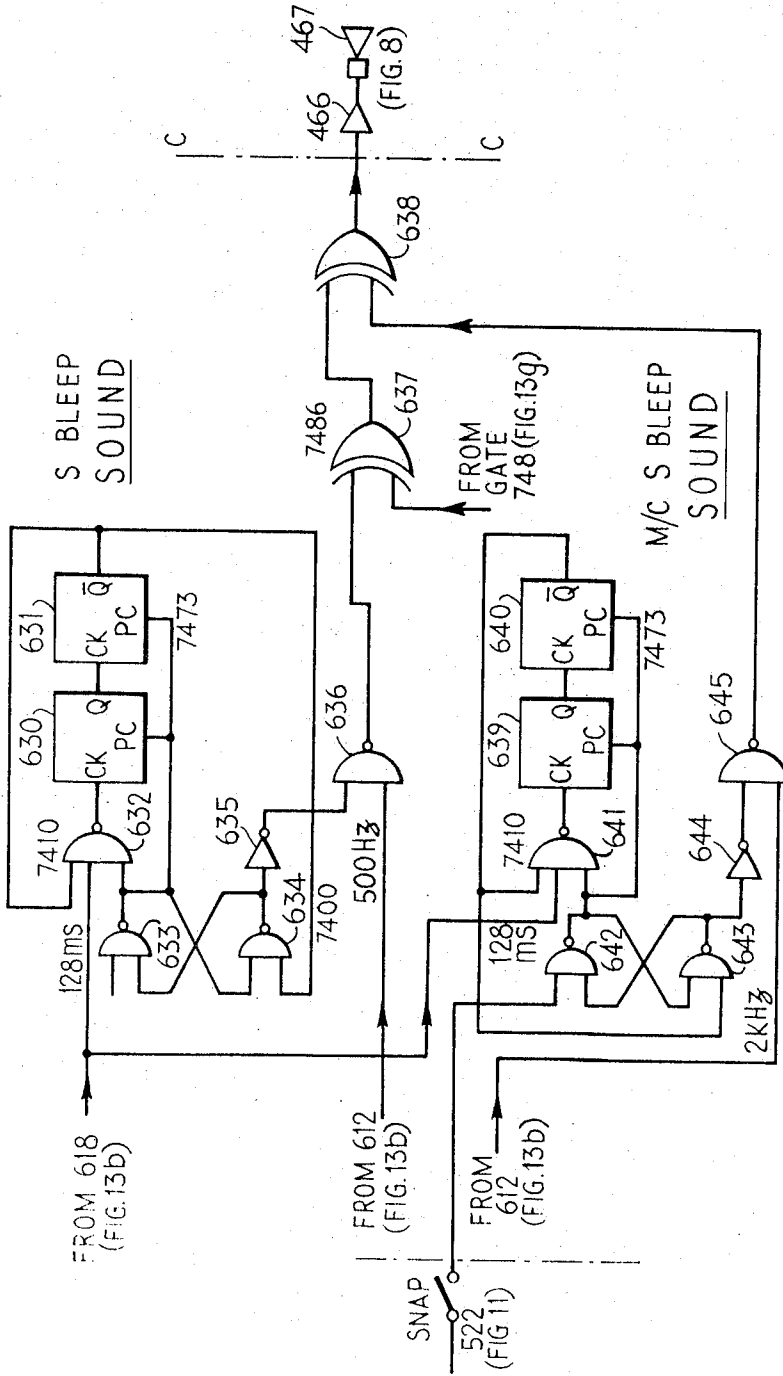 S BLEEP
SOUND
FROM 618
(FIG.13b)
128ms
7410
632
630
CK
Q
PC
631
CK
Q̅
PC
7473
633
634
7400
635
636
500Hz
FROM 612
(FIG.13b)
7486
637
FROM
GATE
748 (FIG.13g)
638
C
C
466
467
(FIG. 8)
M/C S BLEEP
SOUND
SNAP
522
(FIG 11)
FROM
612
(FIG.13b)
2kHz
128
ms
7410
641
639
CK
Q
PC
640
CK
Q̅
PC
7473
642
643
644
645